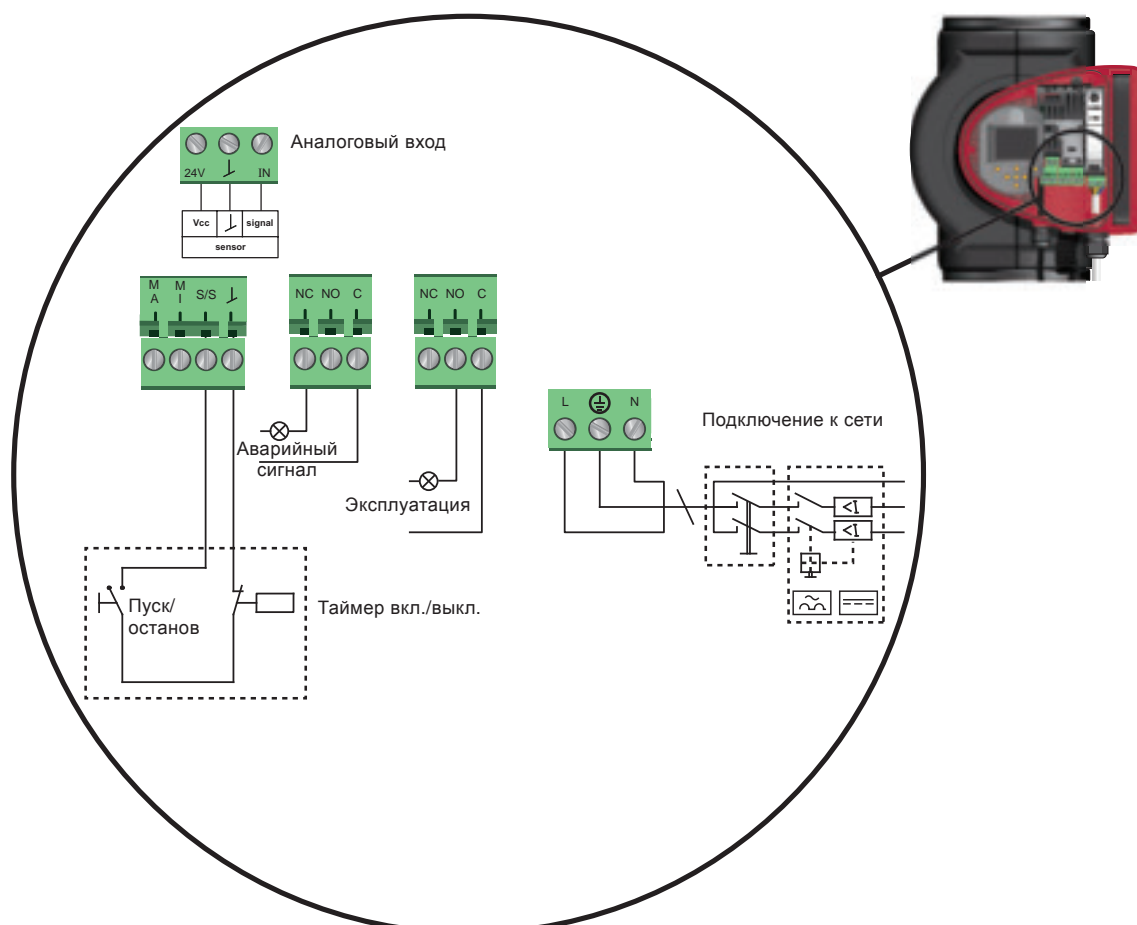 Аналоговый вход
24V IN
Vcc signal
sensor
M A M I S/S
NC NO C
NC NO C
L N
Подключение к сети
Аварийный
сигнал
Эксплуатация
<I
<I
Пуск/
останов
Таймер вкл./выкл.